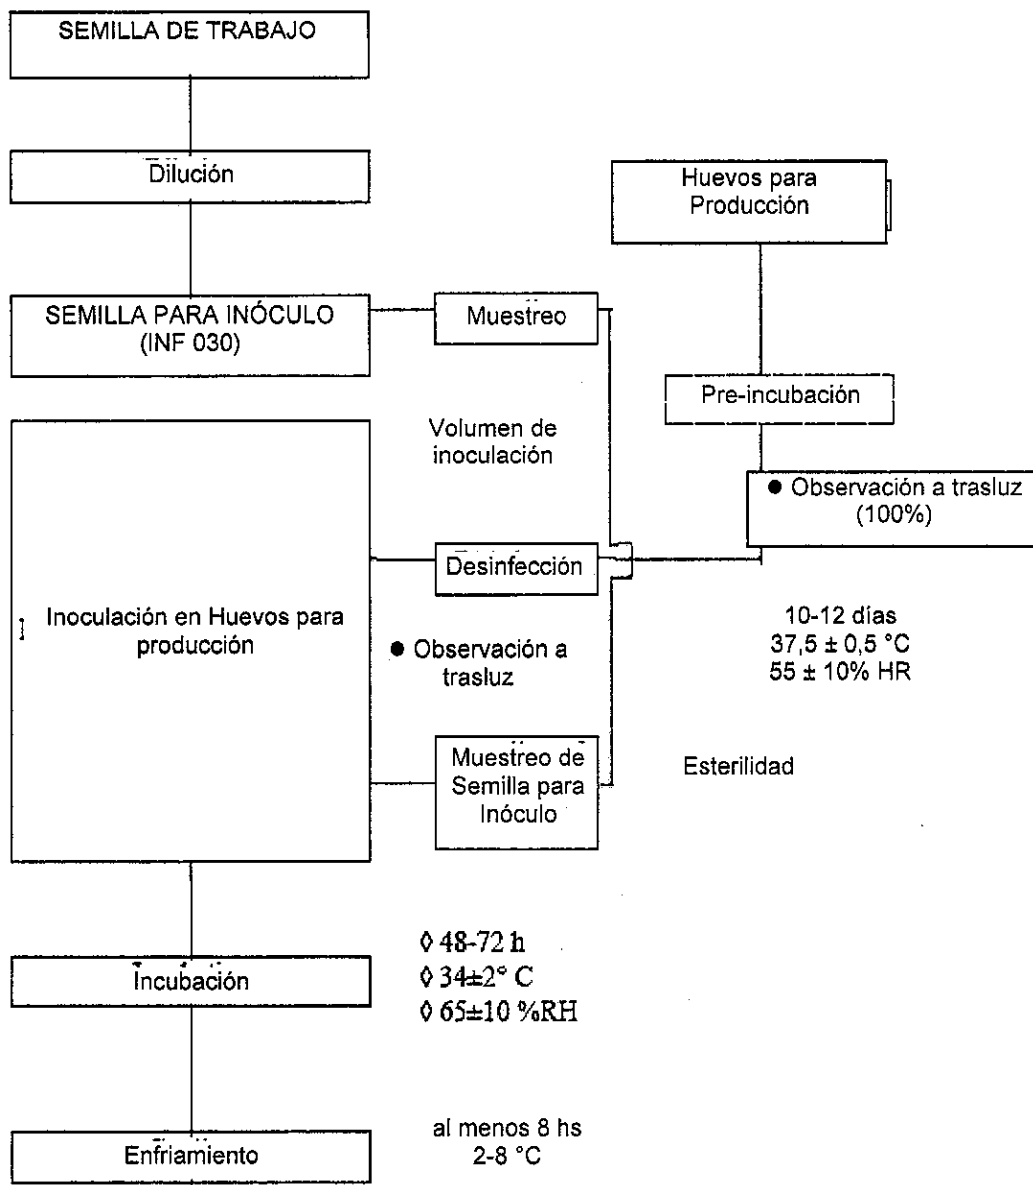 SEMILLA DE TRABAJO
Dilución
SEMILLA PARA INÓCULO
(INF 030)
Muestreo
Huevos para
Producción
Pre-incubación
● Observación a trasluz
(100%)
10-12 días
37,5 ± 0,5 °C
55 ± 10% HR
Volumen de
inoculación
Desinfección
● Observación a
trasluz
Inoculación en Huevos para
producción
Muestreo de
Semilla para
Inóculo
Esterilidad
Incubación
◊ 48-72 h
◊ 34±2° C
◊ 65±10 %RH
Enfriamiento
al menos 8 hs
2-8 °C